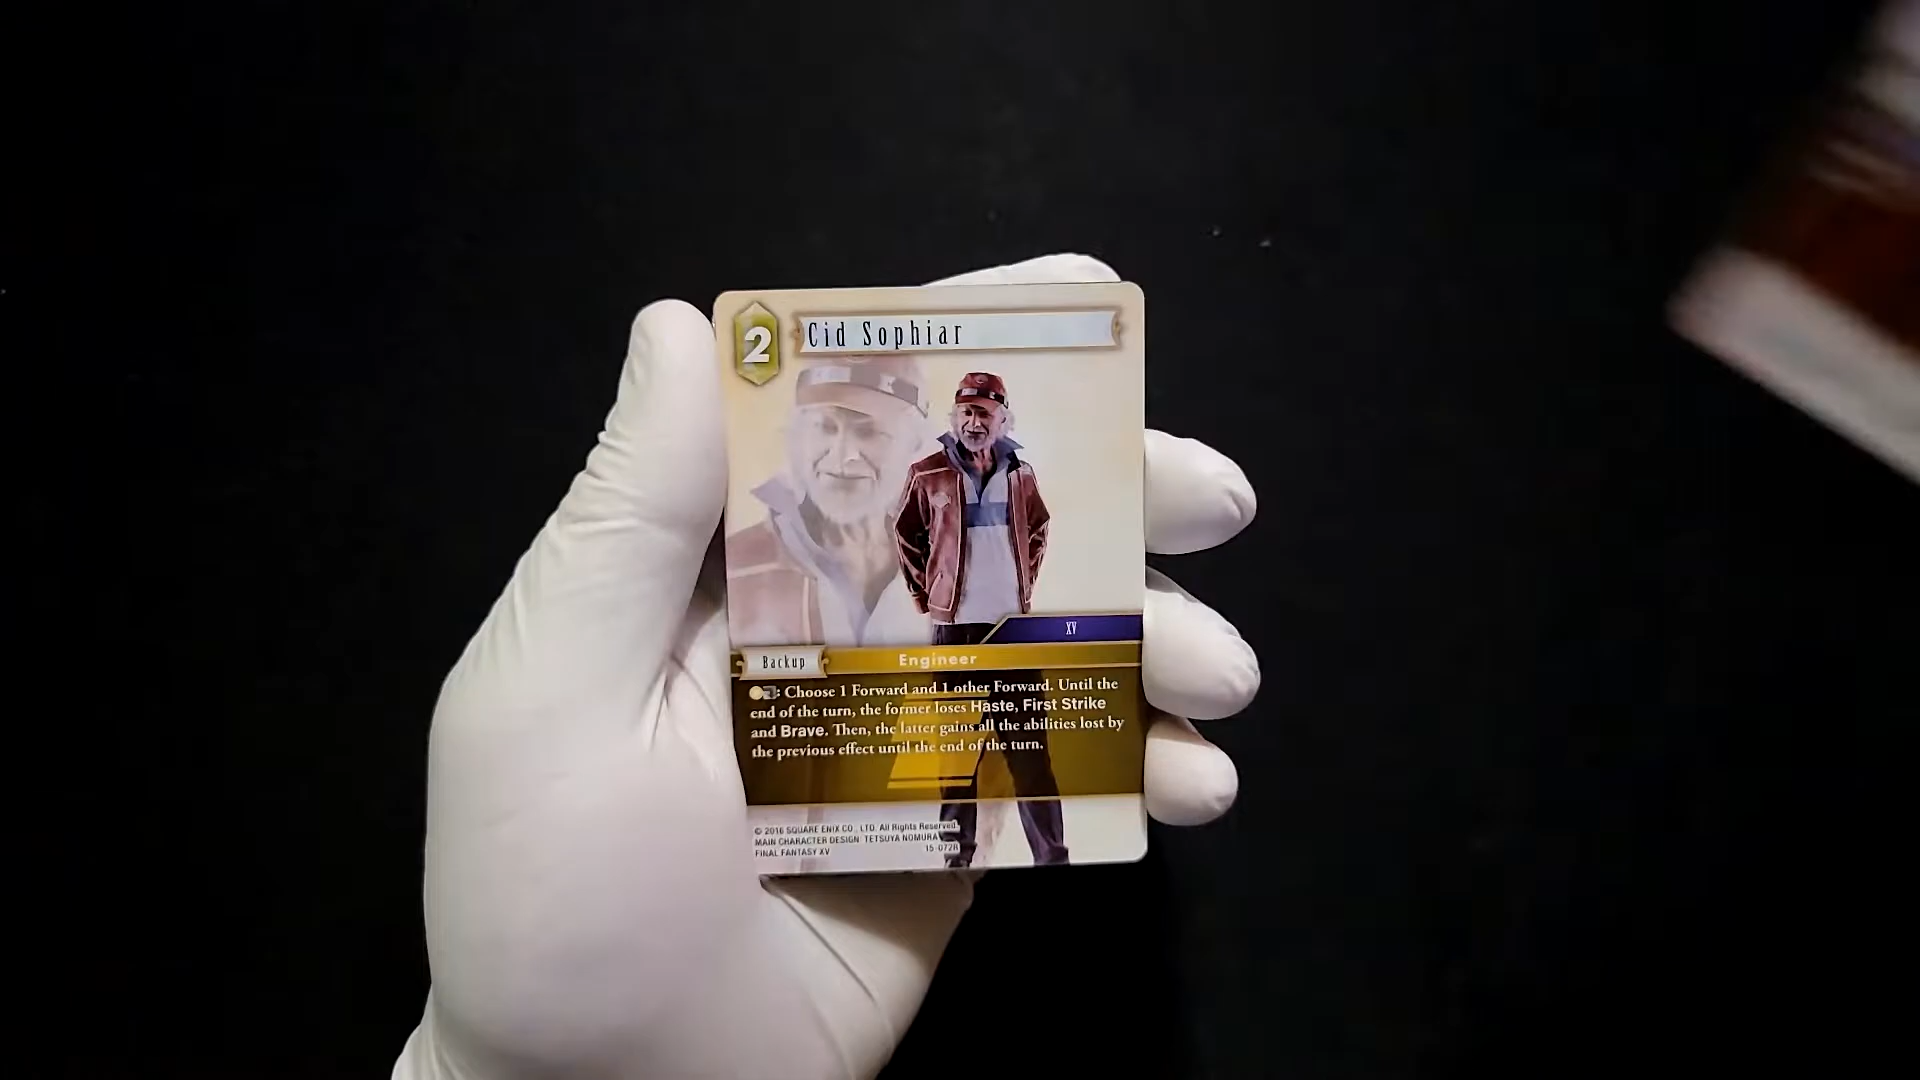 2
Cid Sophiar
XV
Backup
Engineer
: Choose 1 Forward and 1 other Forward. Until the
end of the turn, the former loses Haste, First Strike
and Brave. Then, the latter gains all the abilities lost by
the previous effect until the end of the turn.
© 2016 SQUARE ENIX CO., LTD. All Rights Reserved.
MAIN CHARACTER DESIGN: TETSUYA NOMURA
FINAL FANTASY XV
15-072R